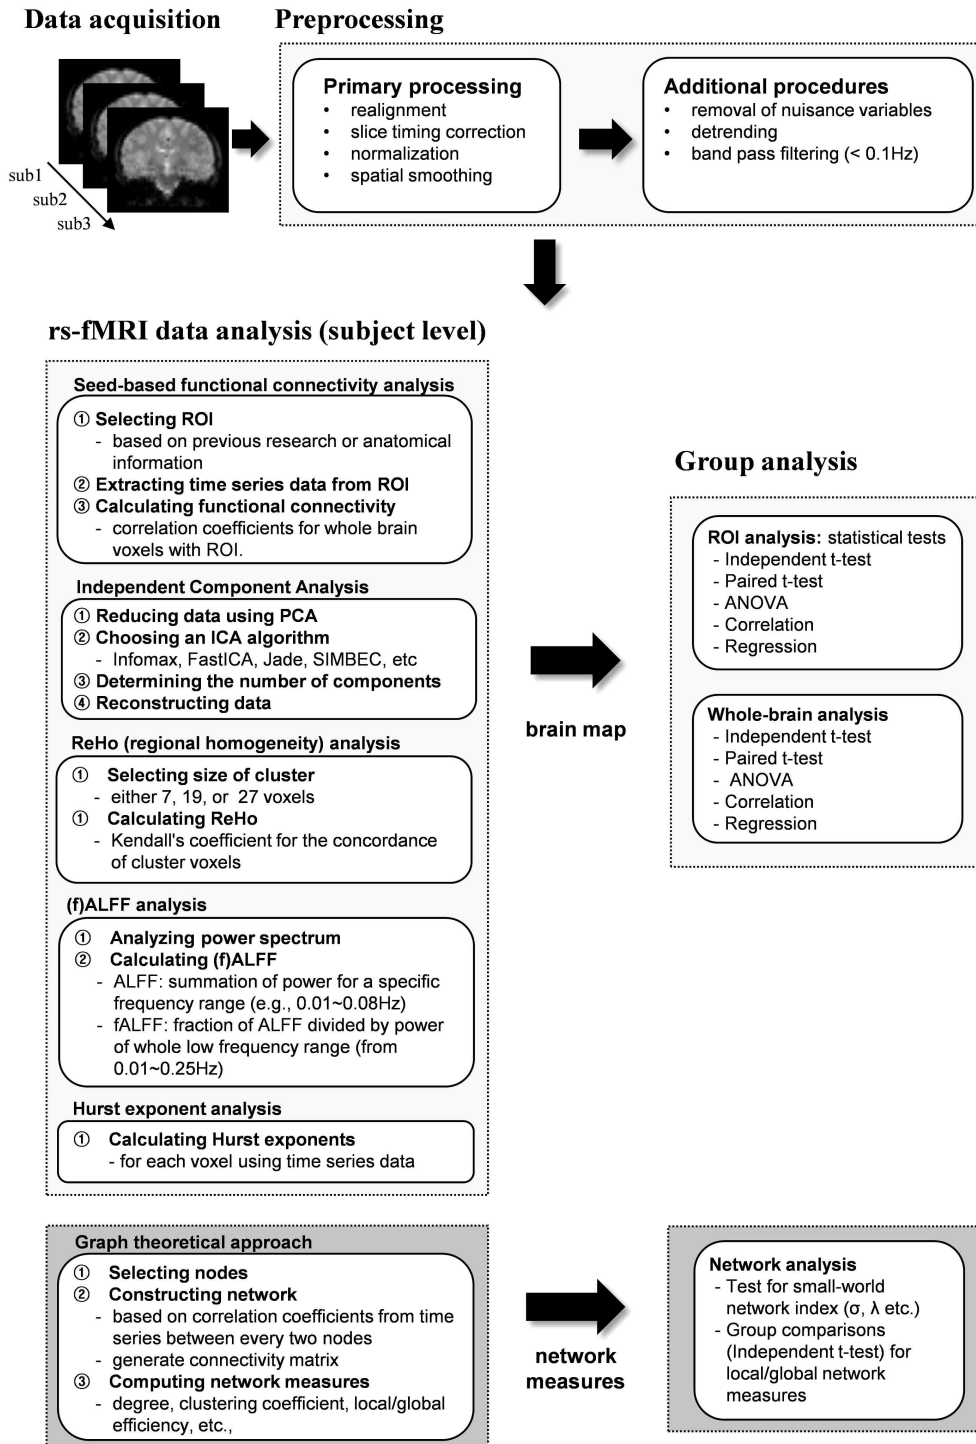 Data acquisition
Preprocessing
sub1
sub2
sub3
Primary processing
• realignment
• slice timing correction
• normalization
• spatial smoothing
Additional procedures
• removal of nuisance variables
• detrending
• band pass filtering (< 0.1Hz)
rs-fMRI data analysis (subject level)
Seed-based functional connectivity analysis
① Selecting ROI
- based on previous research or anatomical
information
② Extracting time series data from ROI
③ Calculating functional connectivity
- correlation coefficients for whole brain
voxels with ROI.
Independent Component Analysis
① Reducing data using PCA
② Choosing an ICA algorithm
- Infomax, FastICA, Jade, SIMBEC, etc
③ Determining the number of components
④ Reconstructing data
ReHo (regional homogeneity) analysis
① Selecting size of cluster
- either 7, 19, or 27 voxels
① Calculating ReHo
- Kendall's coefficient for the concordance
of cluster voxels
(f)ALFF analysis
① Analyzing power spectrum
② Calculating (f)ALFF
- ALFF: summation of power for a specific
frequency range (e.g., 0.01~0.08Hz)
- fALFF: fraction of ALFF divided by power
of whole low frequency range (from
0.01~0.25Hz)
Hurst exponent analysis
① Calculating Hurst exponents
- for each voxel using time series data
brain map
Group analysis
ROI analysis: statistical tests
- Independent t-test
- Paired t-test
- ANOVA
- Correlation
- Regression
Whole-brain analysis
- Independent t-test
- Paired t-test
- ANOVA
- Correlation
- Regression
Graph theoretical approach
① Selecting nodes
② Constructing network
- based on correlation coefficients from time
series between every two nodes
- generate connectivity matrix
③ Computing network measures
- degree, clustering coefficient, local/global
efficiency, etc.,
network
measures
Network analysis
- Test for small-world
network index (σ, λ etc.)
- Group comparisons
(Independent t-test) for
local/global network
measures